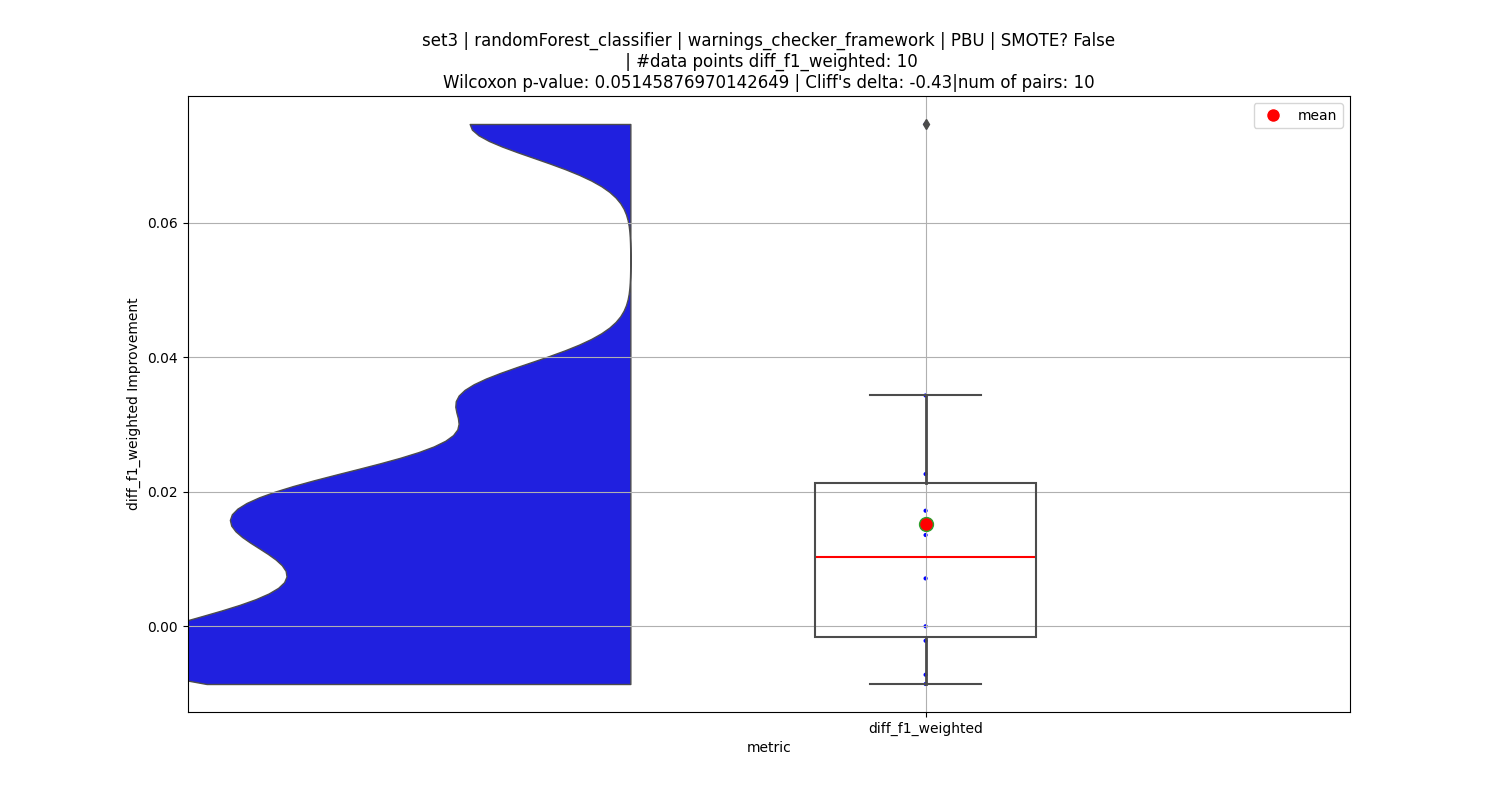 set3 | randomForest_classifier | warnings_checker_framework | PBU | SMOTE? False
| #data points diff_f1_weighted: 10
Wilcoxon p-value: 0.05145876970142649 | Cliff's delta: -0.43|num of pairs: 10
mean
0.06
0.04
0.02
0.00
diff_f1_weighted Improvement
diff_f1_weighted
metric